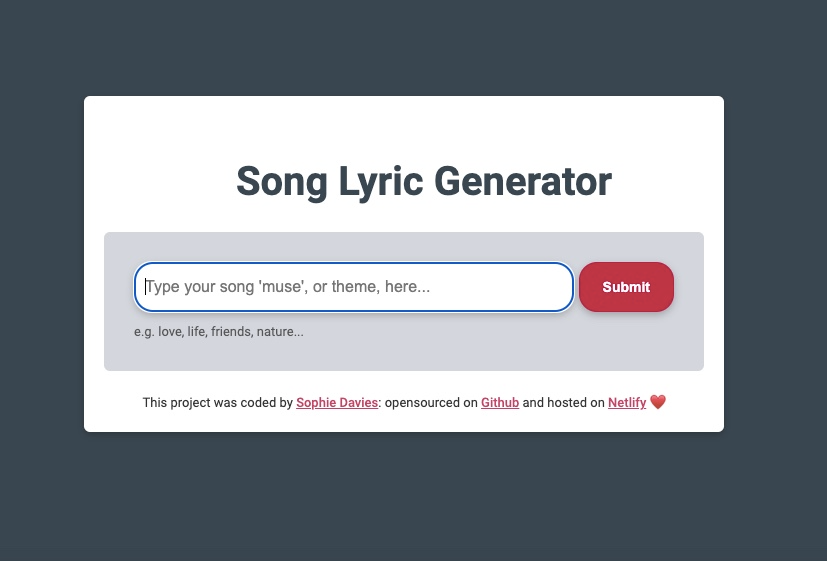 Song Lyric Generator
Type your song 'muse', or theme, here...
Submit
e.g. love, life, friends, nature...
This project was coded by Sophie Davies: opensourced on Github and hosted on Netlify ❤️